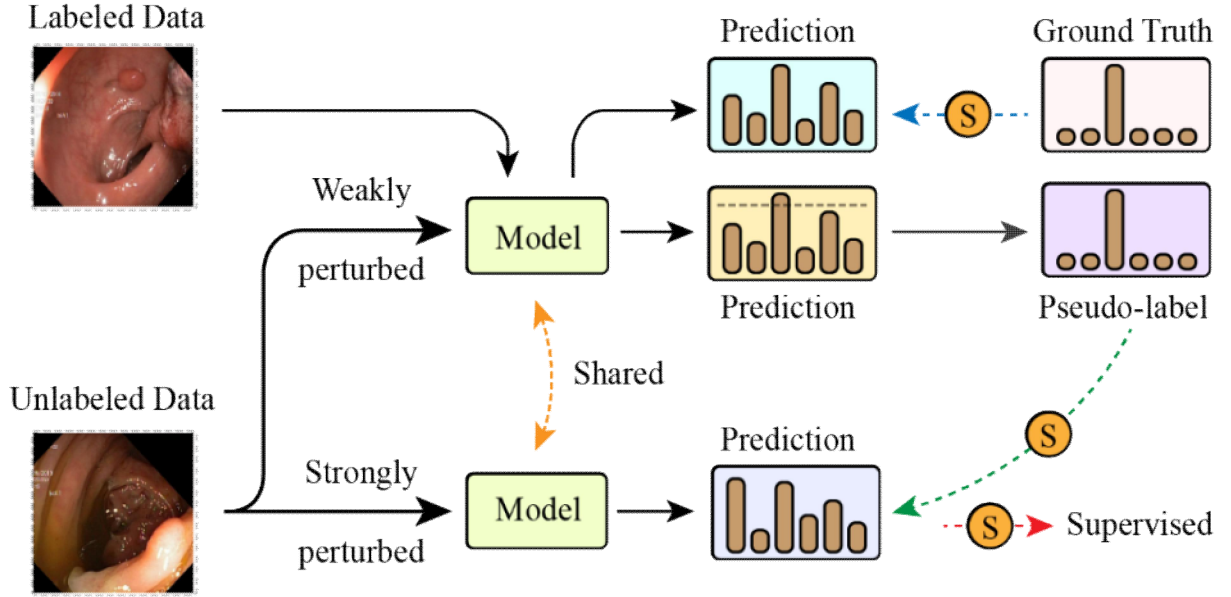 Labeled Data
Prediction
Ground Truth
S
Weakly
perturbed
Model
Prediction
Pseudo-label
Shared
Unlabeled Data
Strongly
perturbed
Model
Prediction
S
S
Supervised